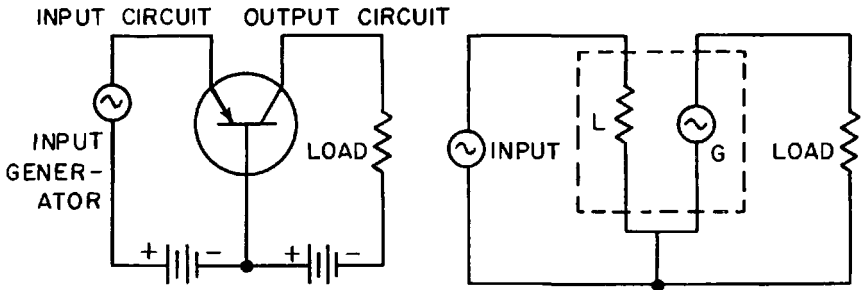 INPUT CIRCUIT OUTPUT CIRCUIT
INPUT
GENER-
ATOR
LOAD
+ - + -
L
INPUT
G
LOAD